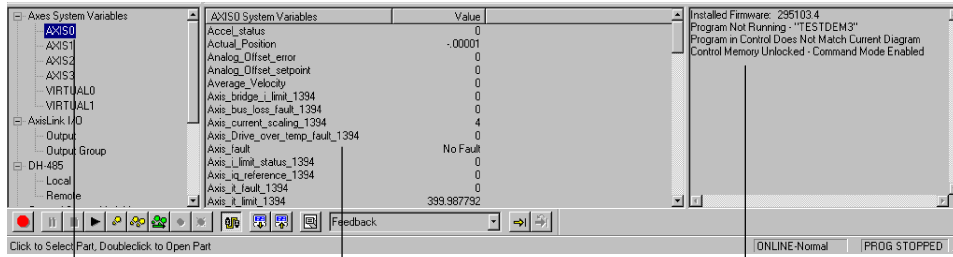 Axes System Variables
AXIS0
AXIS1
AXIS2
AXIS3
VIRTUAL0
VIRTUAL1
AxisLink I/O
Output
Output Group
DH-485
Local
Remote
AXIS0 System Variables Value
Accel_status 0
Actual_Position -.00001
Analog_Offset_error 0
Analog_Offset_setpoint 0
Average_Velocity 0
Axis_bridge_i_limit_1394 0
Axis_bus_loss_fault_1394 0
Axis_current_scaling_1394 4
Axis_Drive_over_temp_fault_1394 0
Axis_fault No Fault
Axis_i_limit_status_1394 0
Axis_iq_reference_1394 0
Axis_it_fault_1394 0
Axis_it_limit_1394 399.987792
Installed Firmware: 295103.4
Program Not Running - "TESTDEM3"
Program in Control Does Not Match Current Diagram
Control Memory Unlocked - Command Mode Enabled
Feedback
Click to Select Part, Doubleclick to Open Part
ONLINE-Normal
PROG STOPPED